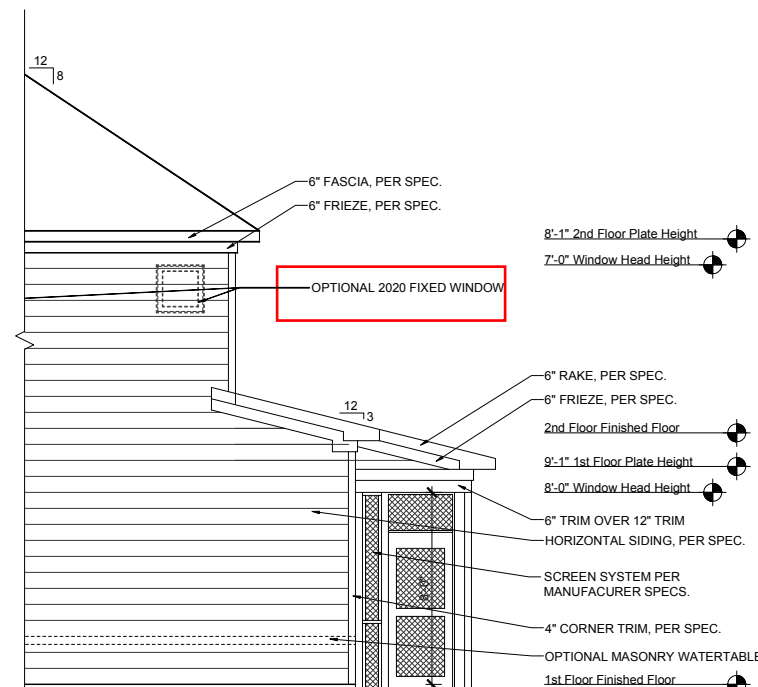 12
8
6" FASCIA, PER SPEC.
6" FRIEZE, PER SPEC.
8'-1" 2nd Floor Plate Height
7'-0" Window Head Height
OPTIONAL 2020 FIXED WINDOW
6" RAKE, PER SPEC.
12
3
6" FRIEZE, PER SPEC.
2nd Floor Finished Floor
9'-1" 1st Floor Plate Height
8'-0" Window Head Height
6" TRIM OVER 12" TRIM
HORIZONTAL SIDING, PER SPEC.
SCREEN SYSTEM PER
MANUFACURER SPECS.
8'-0"
4" CORNER TRIM, PER SPEC.
OPTIONAL MASONRY WATERTABLE
1st Floor Finished Floor